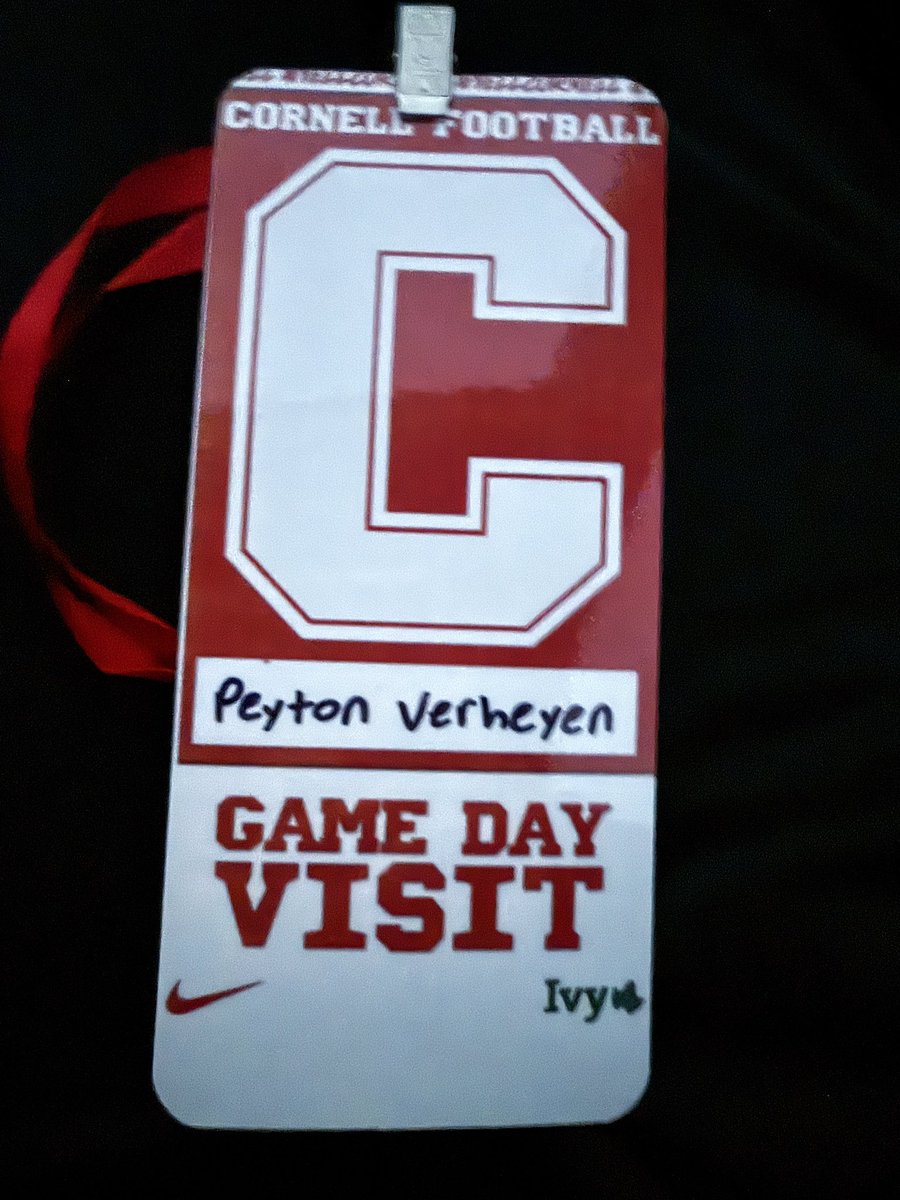 CORNELL FOOTBALL
C
Peyton Verheyen
GAME DAY
VISIT
Ivy